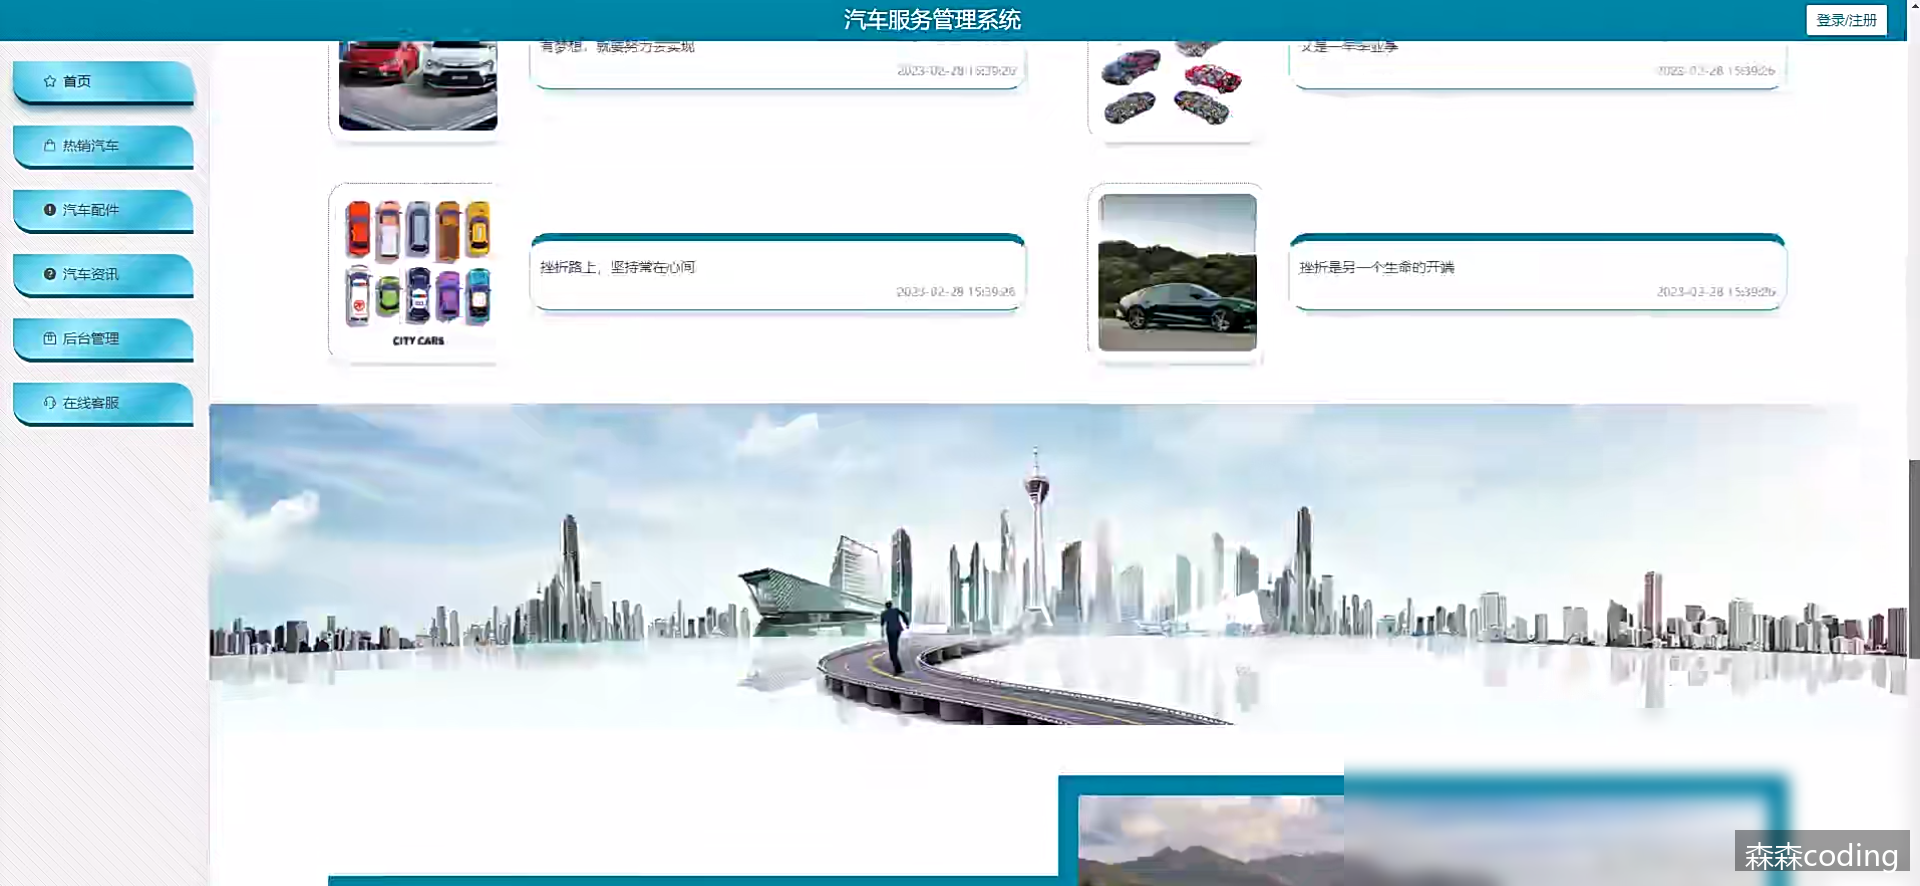 汽车服务管理系统
登录/注册
首页
热销汽车
汽车配件
汽车资讯
后台管理
在线客服
有梦想，就要努力去实现
2023-02-28 15:39:26
又是一年毕业季
2023-02-28 15:39:26
CITY CARS
挫折路上，坚持常在心间
2023-02-28 15:39:26
挫折是另一个生命的开端
2023-02-28 15:39:26
森森coding